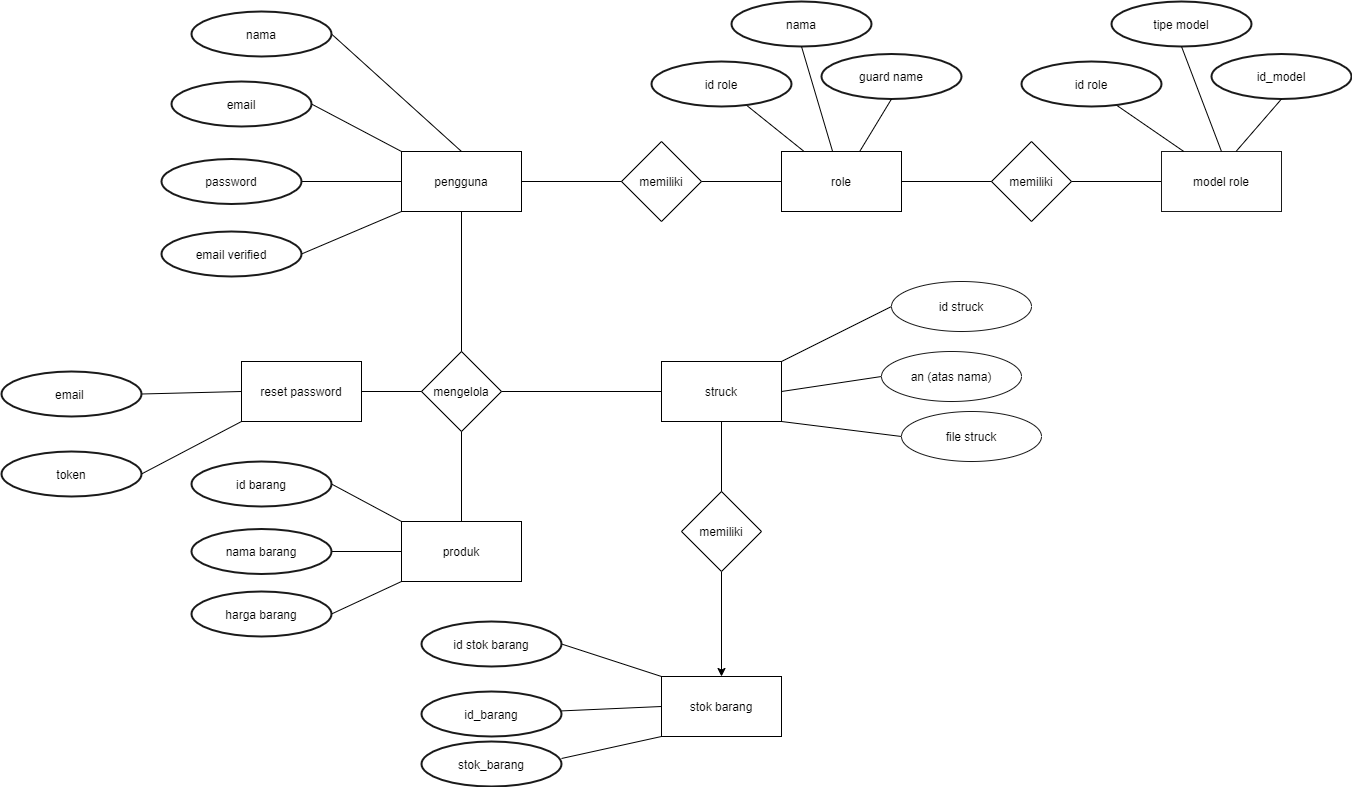 nama
tipe model
nama
email
id role
guard name
id role
id_model
password
pengguna
memiliki
role
memiliki
model role
email verified
id struck
email
reset password
mengelola
struck
an (atas nama)
file struck
token
id barang
nama barang
produk
memiliki
harga barang
id stok barang
id_barang
stok barang
stok_barang